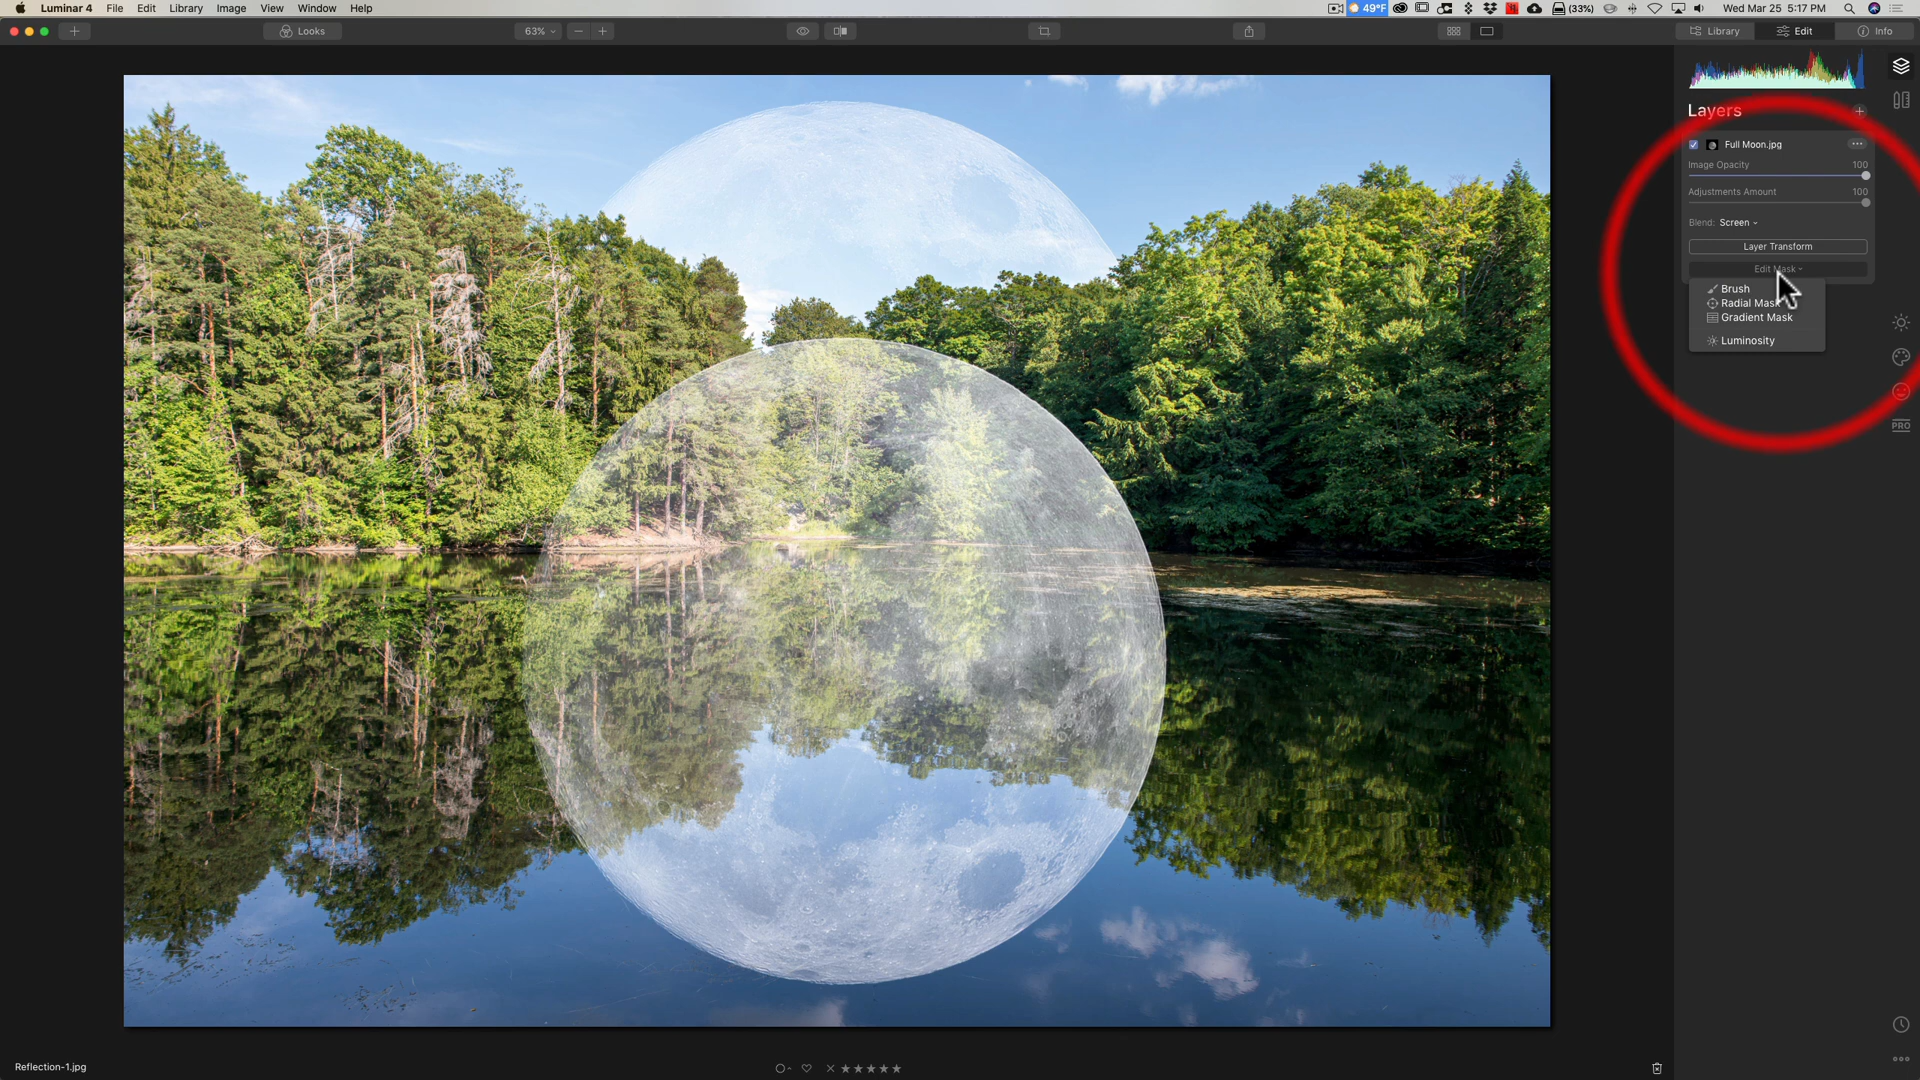 Luminar 4 File Edit Library Image View Window Help 49°F (33%) Wed Mar 25 5:17 PM
Looks 63% Library Edit Info
Layers
Full Moon.jpg
Image Opacity 100
Adjustments Amount 100
Blend: Screen
Layer Transform
Edit Mask
Brush
Radial Mask
Gradient Mask
Luminosity
PRO
Reflection-1.jpg